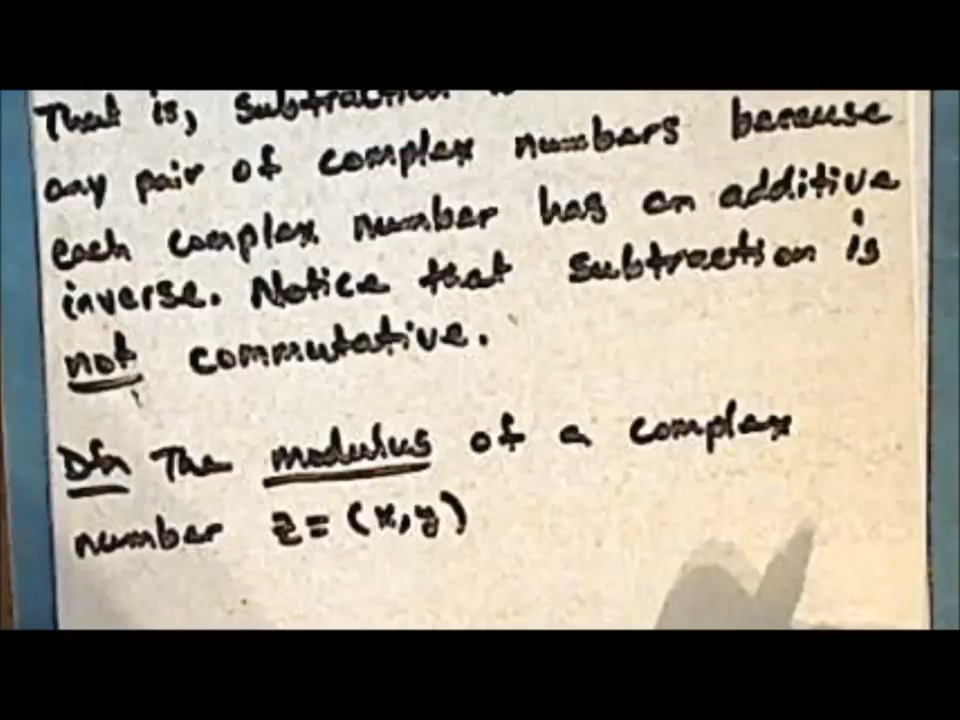 That is, subtraction
any pair of complex numbers because
each complex number has an additive
inverse. Notice that subtraction is
not commutative.
Dfn The modulus of a complex
number z = (x,y)